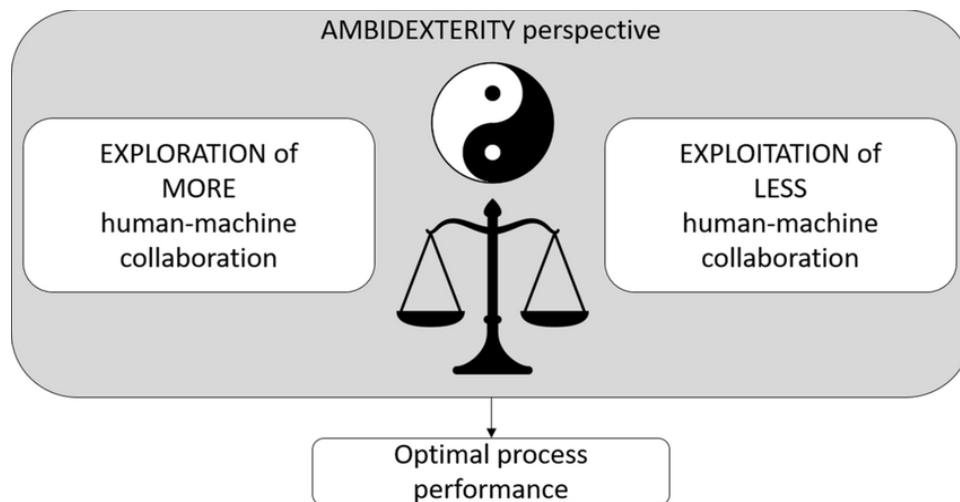 AMBIDEXTERITY perspective
EXPLORATION of
MORE
human-machine
collaboration
EXPLOITATION of
LESS
human-machine
collaboration
Optimal process
performance